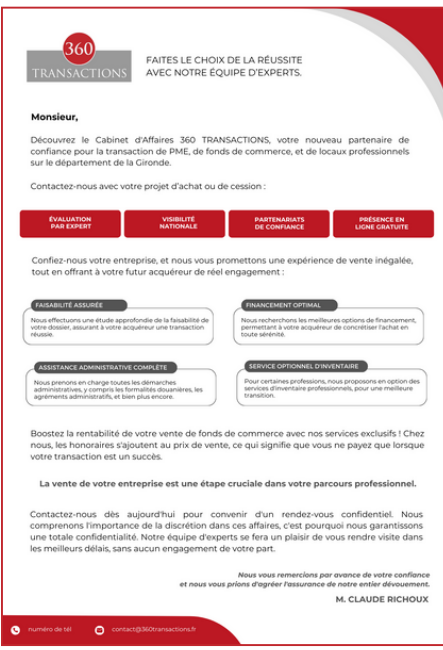 360
TRANSACTIONS
FAITES LE CHOIX DE LA RÉUSSITE
AVEC NOTRE ÉQUIPE D'EXPERTS.
Monsieur,
Découvrez le Cabinet d'Affaires 360 TRANSACTIONS, votre nouveau partenaire de
confiance pour la transaction de PME, de fonds de commerce, et de locaux professionnels
sur le département de la Gironde.
Contactez-nous avec votre projet d'achat ou de cession :
ÉVALUATION
PAR EXPERT
VISIBILITÉ
NATIONALE
PARTENARIATS
DE CONFIANCE
PRÉSENCE EN
LIGNE GRATUITE
Confiez-nous votre entreprise, et nous vous promettons une expérience de vente inégalée,
tout en offrant à votre futur acquéreur de réel engagement :
FAISABILITÉ ASSURÉE
Nous effectuons une étude approfondie de la faisabilité de
votre dossier, assurant à votre acquéreur une transaction
réussie.
FINANCEMENT OPTIMAL
Nous recherchons les meilleures options de financement,
permettant à votre acquéreur de concrétiser l'achat en
toute sérénité.
ASSISTANCE ADMINISTRATIVE COMPLÈTE
Nous prenons en charge toutes les démarches
administratives, y compris les formalités douanières, les
agréments administratifs, et bien plus encore.
SERVICE OPTIONNEL D'INVENTAIRE
Pour certaines professions, nous proposons en option des
services d'inventaire professionnels, pour une meilleure
transition.
Boostez la rentabilité de votre vente de fonds de commerce avec nos services exclusifs ! Chez
nous, les honoraires s'ajoutent au prix de vente, ce qui signifie que vous ne payez que lorsque
votre transaction est un succès.
La vente de votre entreprise est une étape cruciale dans votre parcours professionnel.
Contactez-nous dès aujourd'hui pour convenir d'un rendez-vous confidentiel. Nous
comprenons l'importance de la discrétion dans ces affaires, c'est pourquoi nous garantissons
une totale confidentialité. Notre équipe d'experts se fera un plaisir de vous rendre visite dans
les meilleurs délais, sans aucun engagement de votre part.
Nous vous remercions par avance de votre confiance
et nous vous prions d'agréer l'assurance de notre entier dévouement.
M. CLAUDE RICHOUX
numéro de tél
contact@360transactions.fr